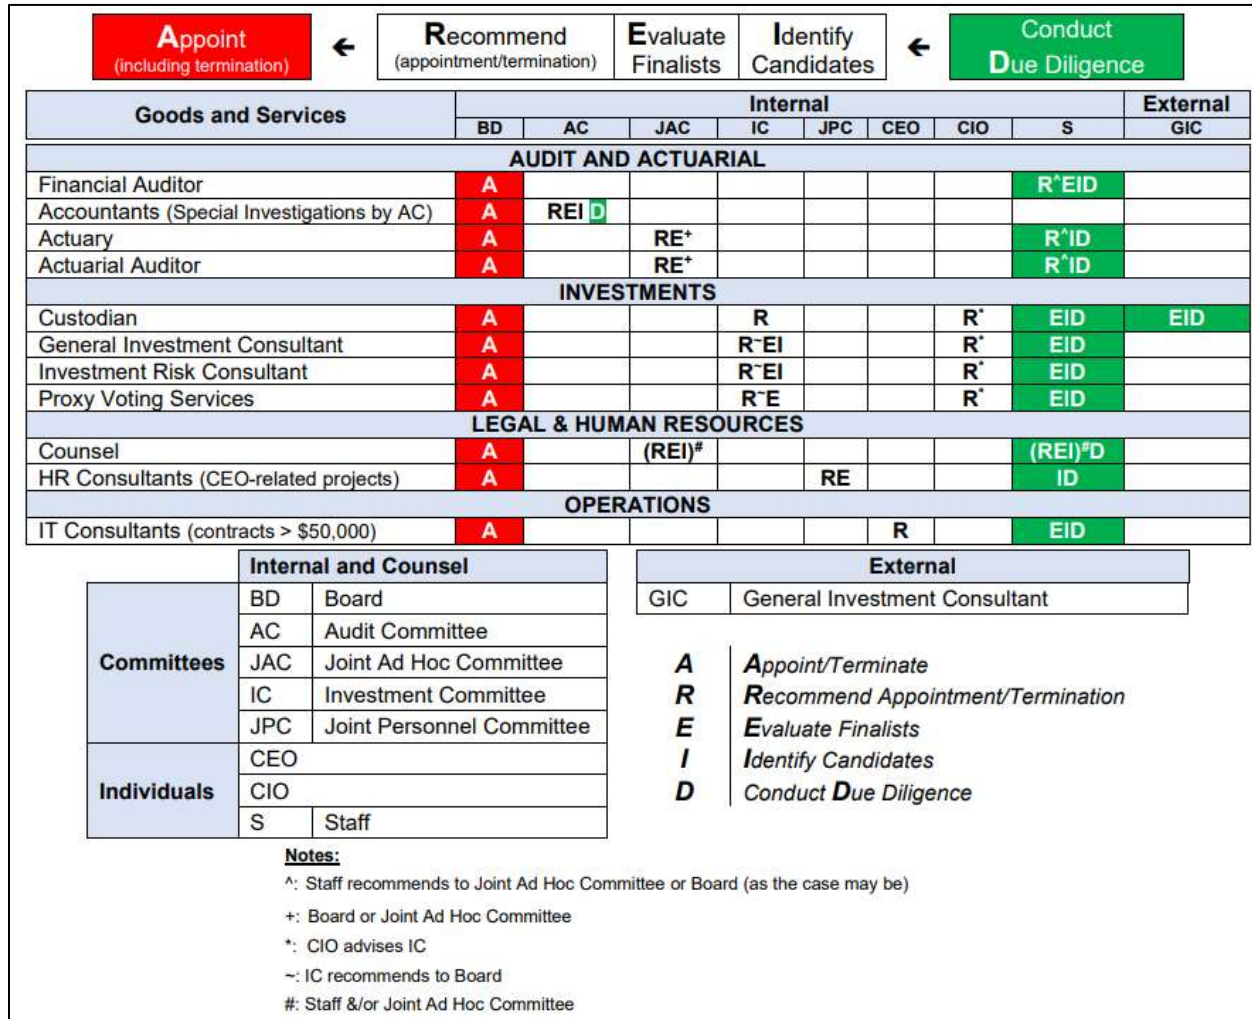 Appoint
(including termination)
←
Recommend
(appointment/termination)
Evaluate
Finalists
Identify
Candidates
←
Conduct
Due Diligence
Goods and Services Internal External
BD AC JAC IC JPC CEO CIO S GIC
AUDIT AND ACTUARIAL
Financial Auditor A R^EID
Accountants (Special Investigations by AC) A REI D
Actuary A RE+ R^ID
Actuarial Auditor A RE+ R^ID
INVESTMENTS
Custodian A R R* EID EID
General Investment Consultant A R~EI R* EID
Investment Risk Consultant A R~EI R* EID
Proxy Voting Services A R~E R* EID
LEGAL & HUMAN RESOURCES
Counsel A (REI)# (REI)#D
HR Consultants (CEO-related projects) A RE ID
OPERATIONS
IT Consultants (contracts > $50,000) A R EID
Internal and Counsel
Committees
BD Board
AC Audit Committee
JAC Joint Ad Hoc Committee
IC Investment Committee
JPC Joint Personnel Committee
Individuals
CEO
CIO
S Staff
External
GIC General Investment Consultant
A Appoint/Terminate
R Recommend Appointment/Termination
E Evaluate Finalists
I Identify Candidates
D Conduct Due Diligence
Notes:
^: Staff recommends to Joint Ad Hoc Committee or Board (as the case may be)
+: Board or Joint Ad Hoc Committee
*: CIO advises IC
~: IC recommends to Board
#: Staff &/or Joint Ad Hoc Committee